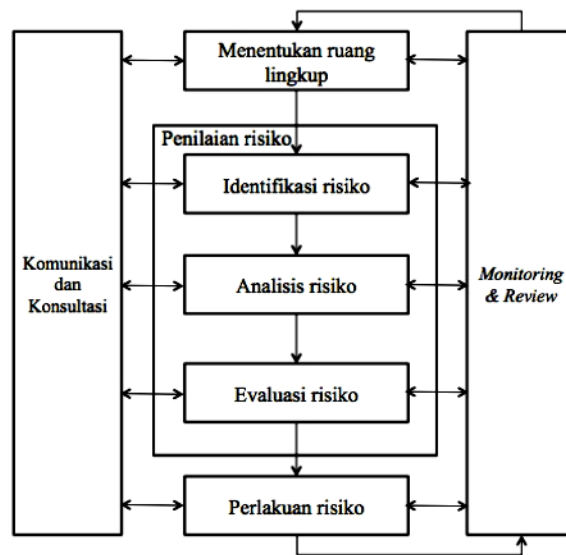 Menentukan ruang
lingkup
Penilaian risiko
Identifikasi risiko
Komunikasi
dan
Konsultasi
Analisis risiko
Monitoring
& Review
Evaluasi risiko
Perlakuan risiko